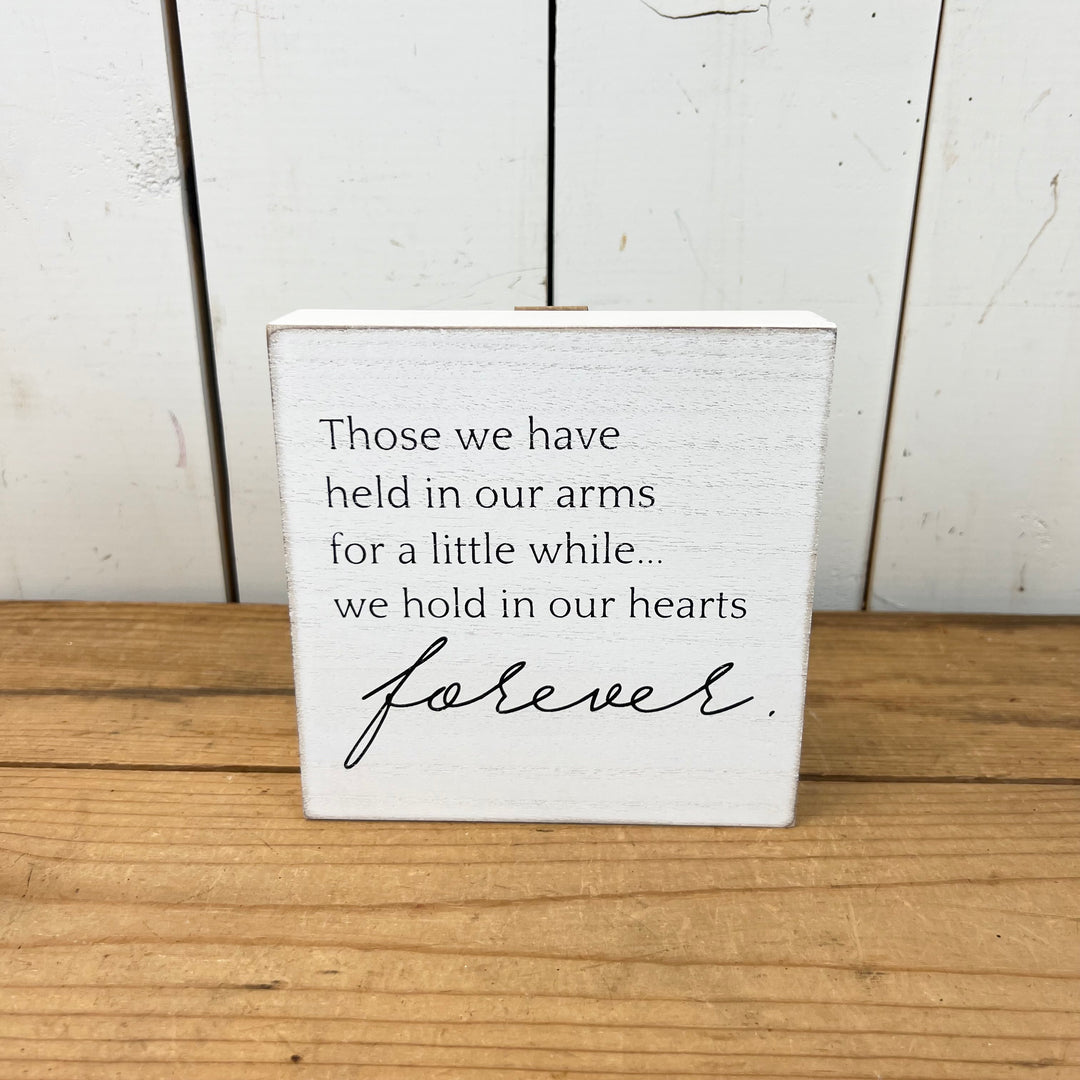 Those we have
held in our arms
for a little while...
we hold in our hearts
forever.